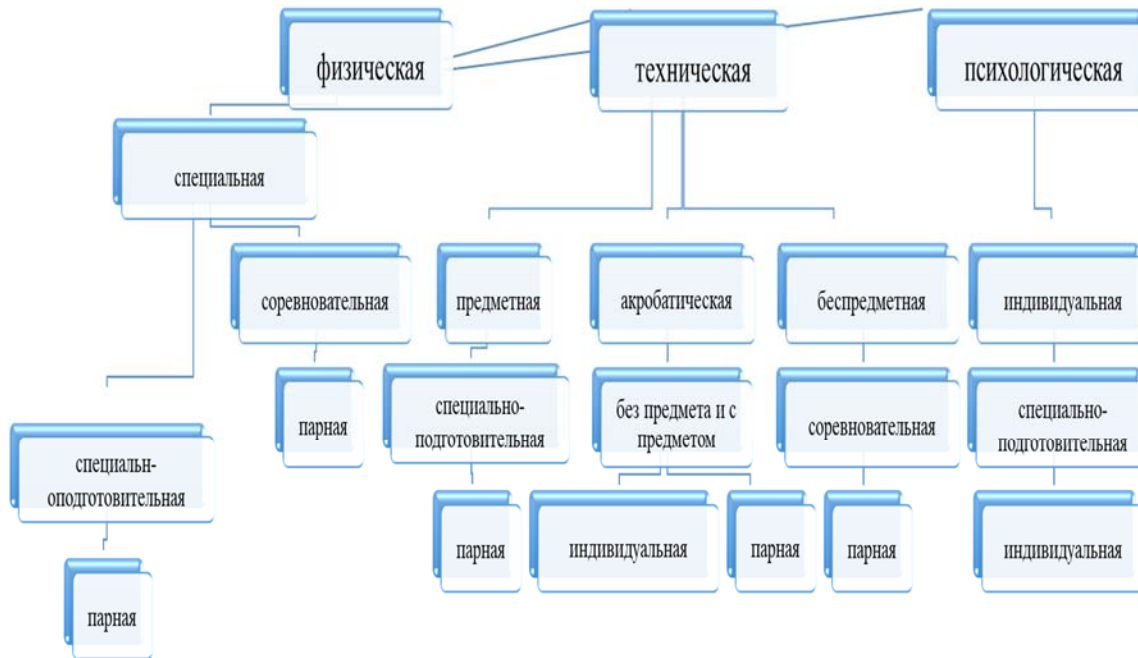 физическая
техническая
психологическая
специальная
соревновательная
предметная
акробатическая
беспредметная
индивидуальная
парная
специально-
подготовительная
без предмета и с
предметом
соревновательная
специально-
подготовительная
специальн-
оподготовительная
парная
индивидуальная
парная
парная
индивидуальная
парная